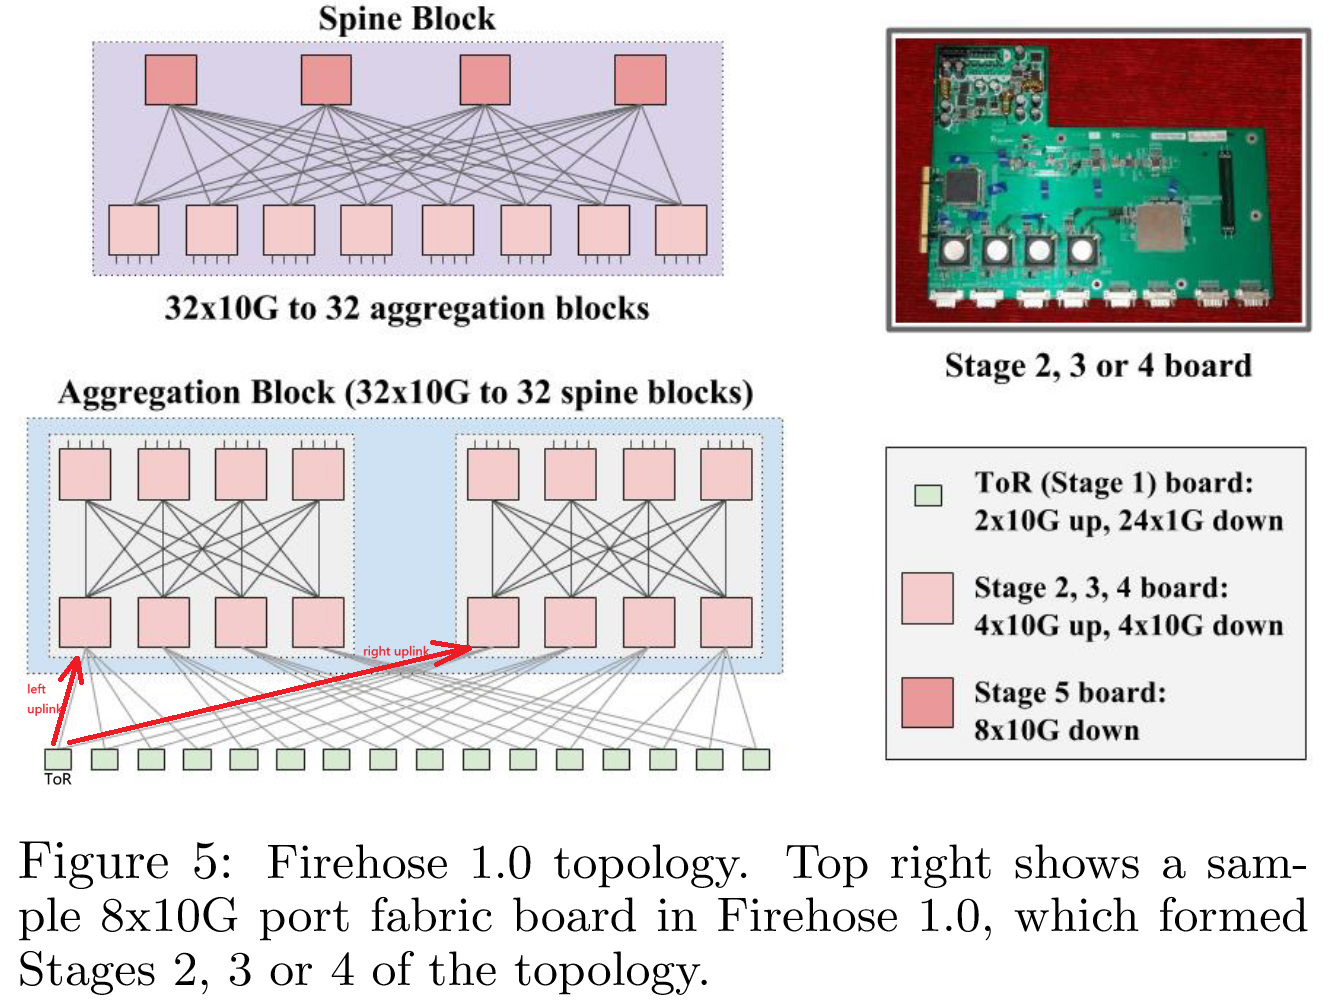 Spine Block
32x10G to 32 aggregation blocks
Stage 2, 3 or 4 board
Aggregation Block (32x10G to 32 spine blocks)
ToR (Stage 1) board:
2x10G up, 24x1G down
Stage 2, 3, 4 board:
4x10G up, 4x10G down
Stage 5 board:
8x10G down
right uplink
left
uplink
ToR
Figure 5: Firehose 1.0 topology. Top right shows a sam-
ple 8x10G port fabric board in Firehose 1.0, which formed
Stages 2, 3 or 4 of the topology.